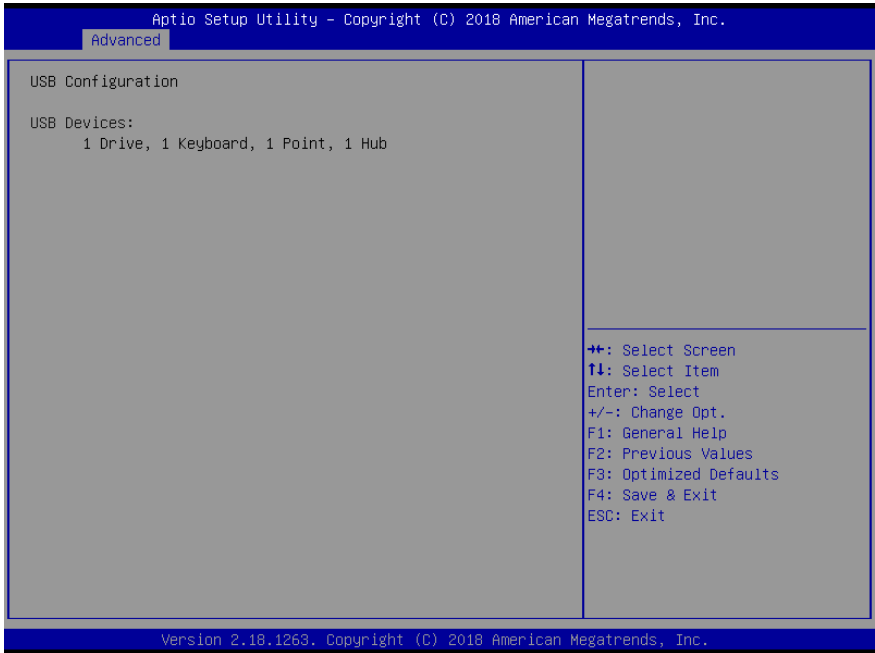 Aptio Setup Utility – Copyright (C) 2018 American Megatrends, Inc.
Advanced
USB Configuration
USB Devices:
1 Drive, 1 Keyboard, 1 Point, 1 Hub
→←: Select Screen
↑↓: Select Item
Enter: Select
+/-: Change Opt.
F1: General Help
F2: Previous Values
F3: Optimized Defaults
F4: Save & Exit
ESC: Exit
Version 2.18.1263. Copyright (C) 2018 American Megatrends, Inc.